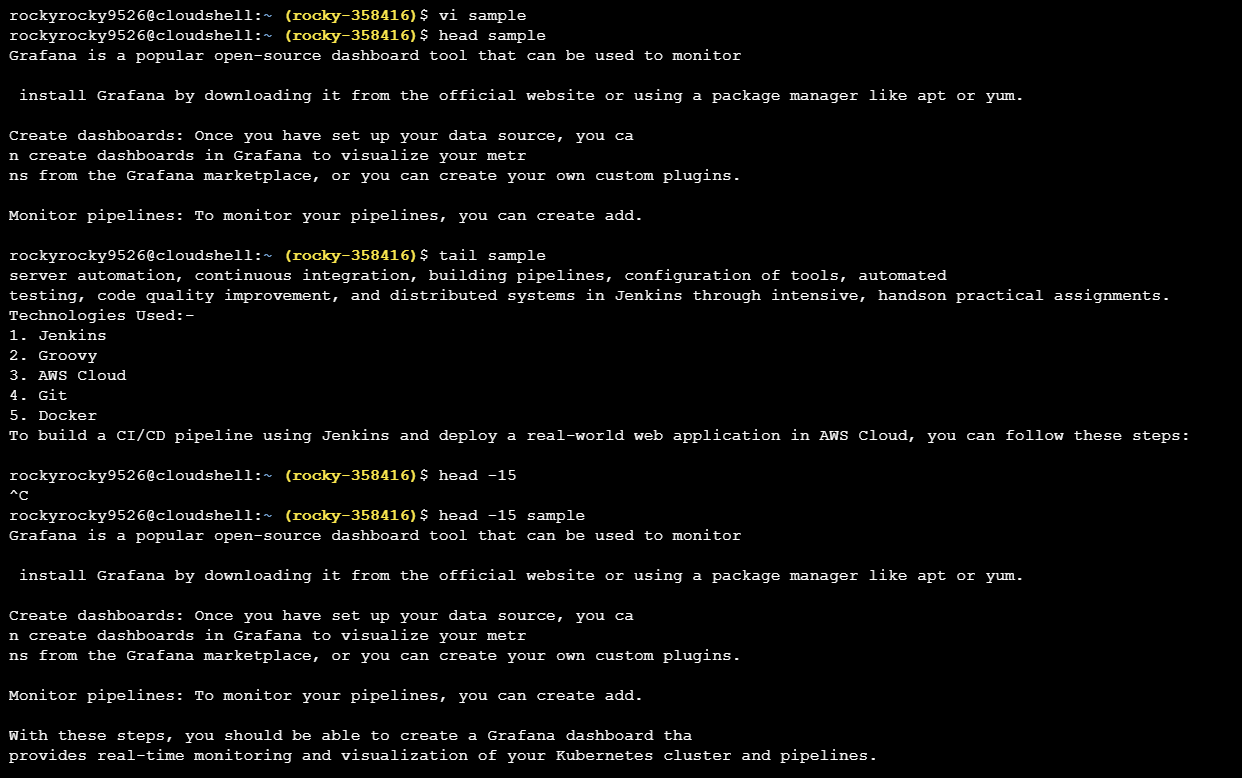 rockyrocky9526@cloudshell:~ (rocky-358416)$ vi sample
rockyrocky9526@cloudshell:~ (rocky-358416)$ head sample
Grafana is a popular open-source dashboard tool that can be used to monitor
 install Grafana by downloading it from the official website or using a package manager like apt or yum.
Create dashboards: Once you have set up your data source, you ca
n create dashboards in Grafana to visualize your metr
ns from the Grafana marketplace, or you can create your own custom plugins.
Monitor pipelines: To monitor your pipelines, you can create add.
rockyrocky9526@cloudshell:~ (rocky-358416)$ tail sample
server automation, continuous integration, building pipelines, configuration of tools, automated
testing, code quality improvement, and distributed systems in Jenkins through intensive, handson practical assignments.
Technologies Used:-
1. Jenkins
2. Groovy
3. AWS Cloud
4. Git
5. Docker
To build a CI/CD pipeline using Jenkins and deploy a real-world web application in AWS Cloud, you can follow these steps:
rockyrocky9526@cloudshell:~ (rocky-358416)$ head -15
^C
rockyrocky9526@cloudshell:~ (rocky-358416)$ head -15 sample
Grafana is a popular open-source dashboard tool that can be used to monitor
 install Grafana by downloading it from the official website or using a package manager like apt or yum.
Create dashboards: Once you have set up your data source, you ca
n create dashboards in Grafana to visualize your metr
ns from the Grafana marketplace, or you can create your own custom plugins.
Monitor pipelines: To monitor your pipelines, you can create add.
With these steps, you should be able to create a Grafana dashboard tha
provides real-time monitoring and visualization of your Kubernetes cluster and pipelines.